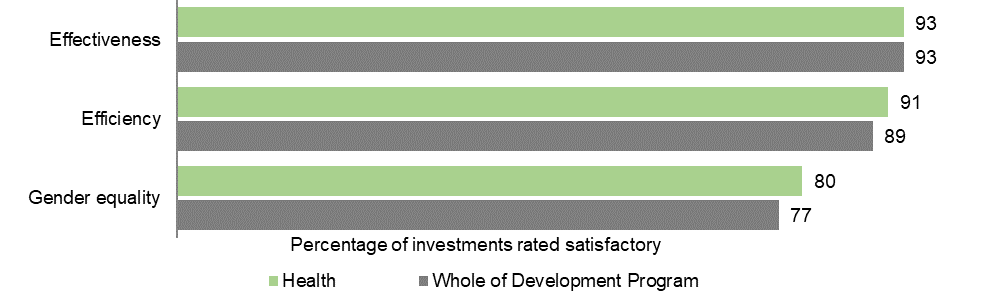 Effectiveness
93
93
Efficiency
91
89
Gender equality
80
77
Percentage of investments rated satisfactory
Health
Whole of Development Program